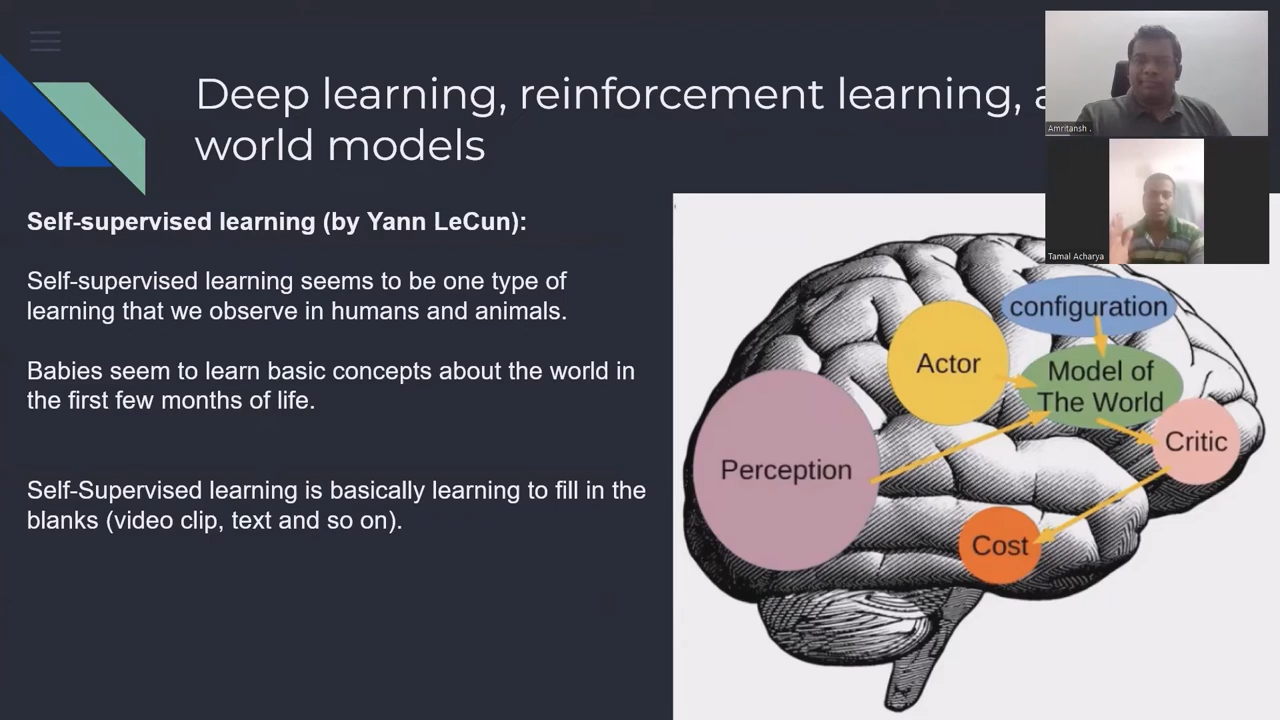 Deep learning, reinforcement learning,
world models
Amritansh .
Tamal Acharya
Self-supervised learning (by Yann LeCun):
Self-supervised learning seems to be one type of
learning that we observe in humans and animals.
Babies seem to learn basic concepts about the world in
the first few months of life.
Self-Supervised learning is basically learning to fill in the
blanks (video clip, text and so on).
configuration
Actor
Model of
The World
Critic
Perception
Cost